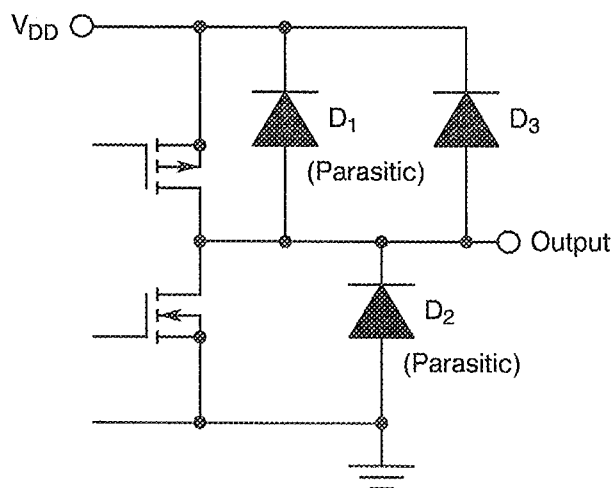 V_DD
D_1
D_3
(Parasitic)
Output
D_2
(Parasitic)